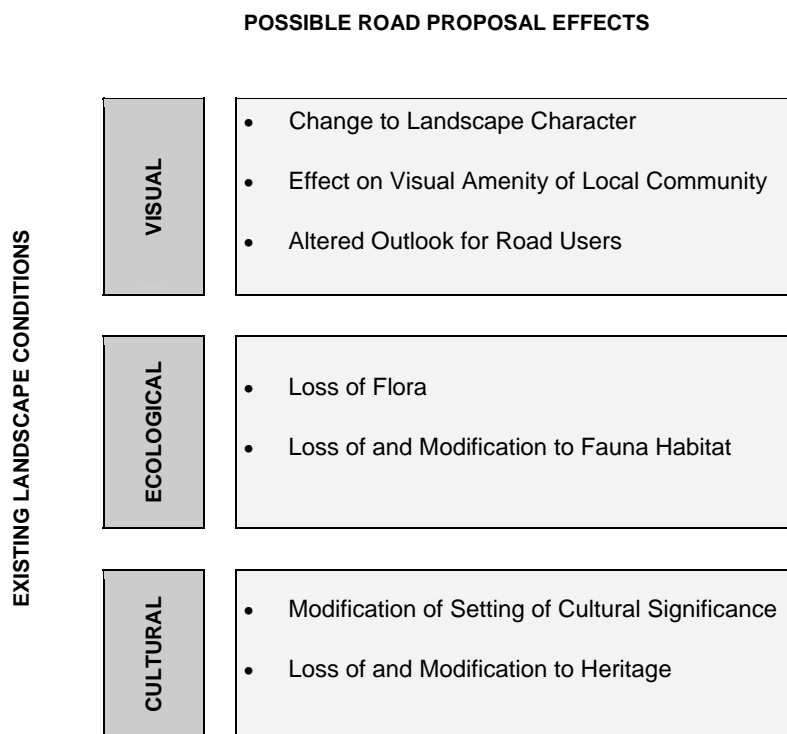 POSSIBLE ROAD PROPOSAL EFFECTS
EXISTING LANDSCAPE CONDITIONS
VISUAL
• Change to Landscape Character
• Effect on Visual Amenity of Local Community
• Altered Outlook for Road Users
ECOLOGICAL
• Loss of Flora
• Loss of and Modification to Fauna Habitat
CULTURAL
• Modification of Setting of Cultural Significance
• Loss of and Modification to Heritage